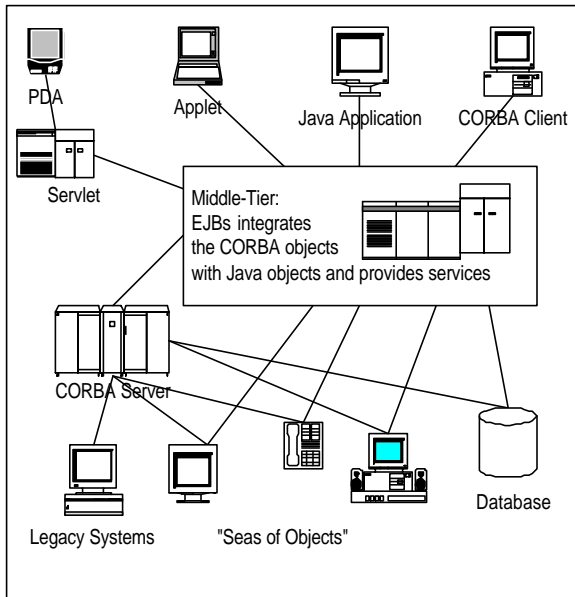 PDA
Applet
Java Application
CORBA Client
Servlet
Middle-Tier:
EJBs integrates
the CORBA objects
with Java objects and provides services
CORBA Server
Database
Legacy Systems
"Seas of Objects"